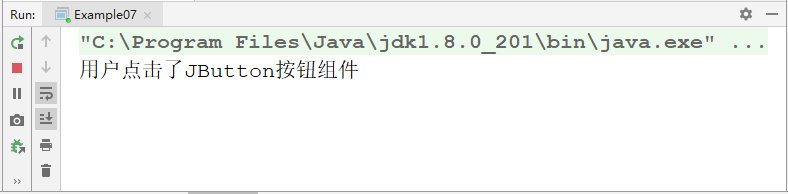 Run: Example07
"C:\Program Files\Java\jdk1.8.0_201\bin\java.exe" ...
用户点击了JButton按钮组件